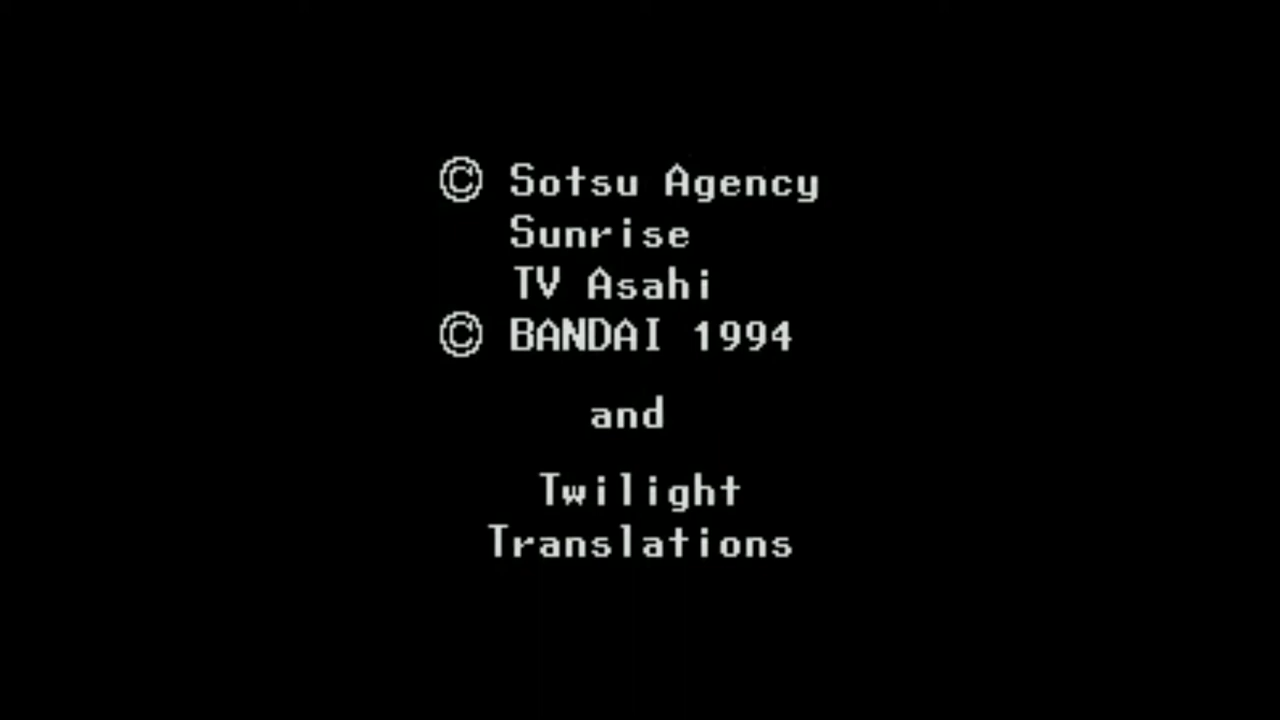 © Sotsu Agency
Sunrise
TV Asahi
© BANDAI 1994
and
Twilight
Translations